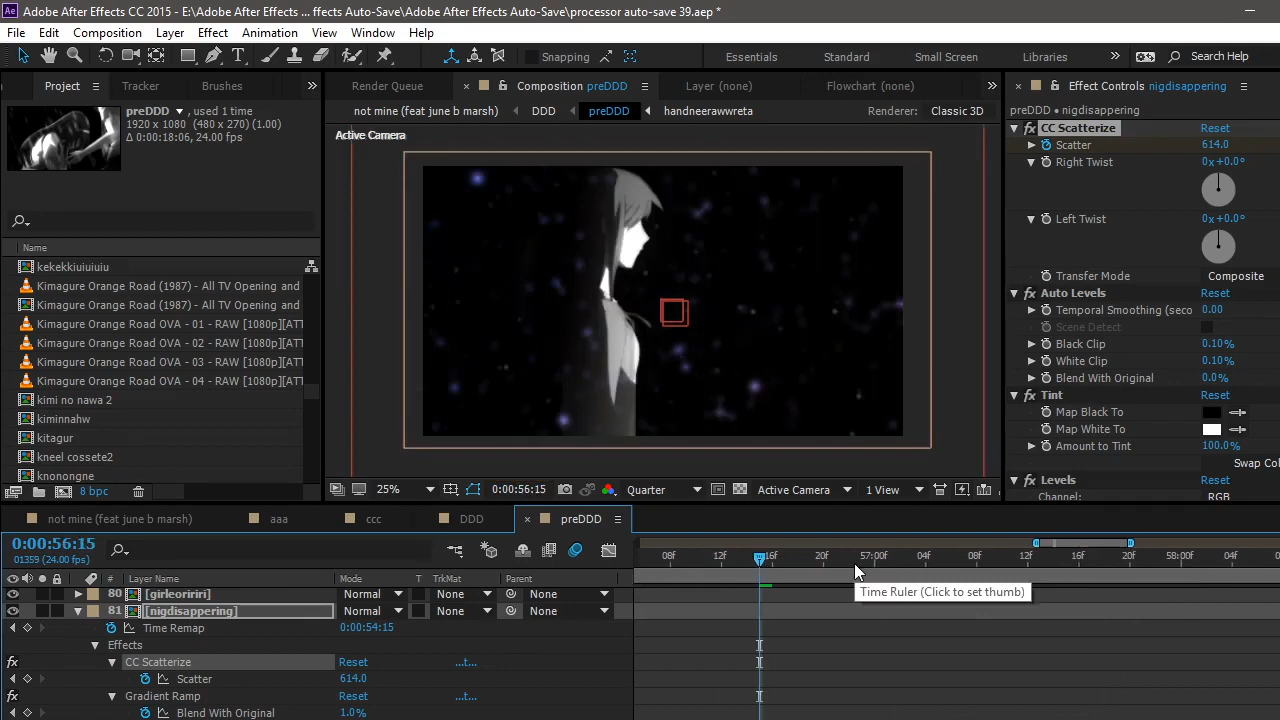 Adobe After Effects CC 2015 - E:\Adobe After Effects ... ffects Auto-Save\Adobe After Effects Auto-Save\processor auto-save 39.aep *
File Edit Composition Layer Effect Animation View Window Help
Snapping Essentials Standard Small Screen Libraries Search Help
Project Tracker Brushes
Render Queue Composition preDDD Layer (none) Flowchart (none)
Effect Controls nigdisappering
preDDD , used 1 time
1920 x 1080 (480 x 270) (1.00)
Δ 0:00:18:06, 24.00 fps
not mine (feat june b marsh) DDD preDDD handneerawwreta Renderer: Classic 3D
Active Camera
preDDD • nigdisappering
CC Scatterize Reset
Scatter 614.0
Right Twist 0x+0.0°
Left Twist 0x+0.0°
Transfer Mode Composite
Auto Levels Reset
Temporal Smoothing (seco 0.00
Scene Detect
Black Clip 0.10%
White Clip 0.10%
Blend With Original 0.0%
Tint Reset
Map Black To
Map White To
Amount to Tint 100.0%
Swap Col
Levels Reset
Channel: RGB
Name
kekekkiuiuiuiu
Kimagure Orange Road (1987) - All TV Opening and
Kimagure Orange Road (1987) - All TV Opening and
Kimagure Orange Road OVA - 01 - RAW [1080p][ATT
Kimagure Orange Road OVA - 02 - RAW [1080p][ATT
Kimagure Orange Road OVA - 03 - RAW [1080p][ATT
Kimagure Orange Road OVA - 04 - RAW [1080p][ATT
kimi no nawa 2
kiminnahw
kitagur
kneel cossete2
knonongne
8 bpc
25% 0:00:56:15 Quarter Active Camera 1 View
not mine (feat june b marsh) aaa ccc DDD preDDD
0:00:56:15
01359 (24.00 fps)
08F 12F 16F 20F 57:00F 04F 08F 12F 16F 20F 58:00F 04F
# Layer Name Mode T TrkMat Parent
80 [girleoririri] Normal None None
81 [nigdisappering] Normal None None
Time Ruler (Click to set thumb)
Time Remap 0:00:54:15
Effects
CC Scatterize Reset ...t...
Scatter 614.0
Gradient Ramp Reset ...t...
Blend With Original 1.0%